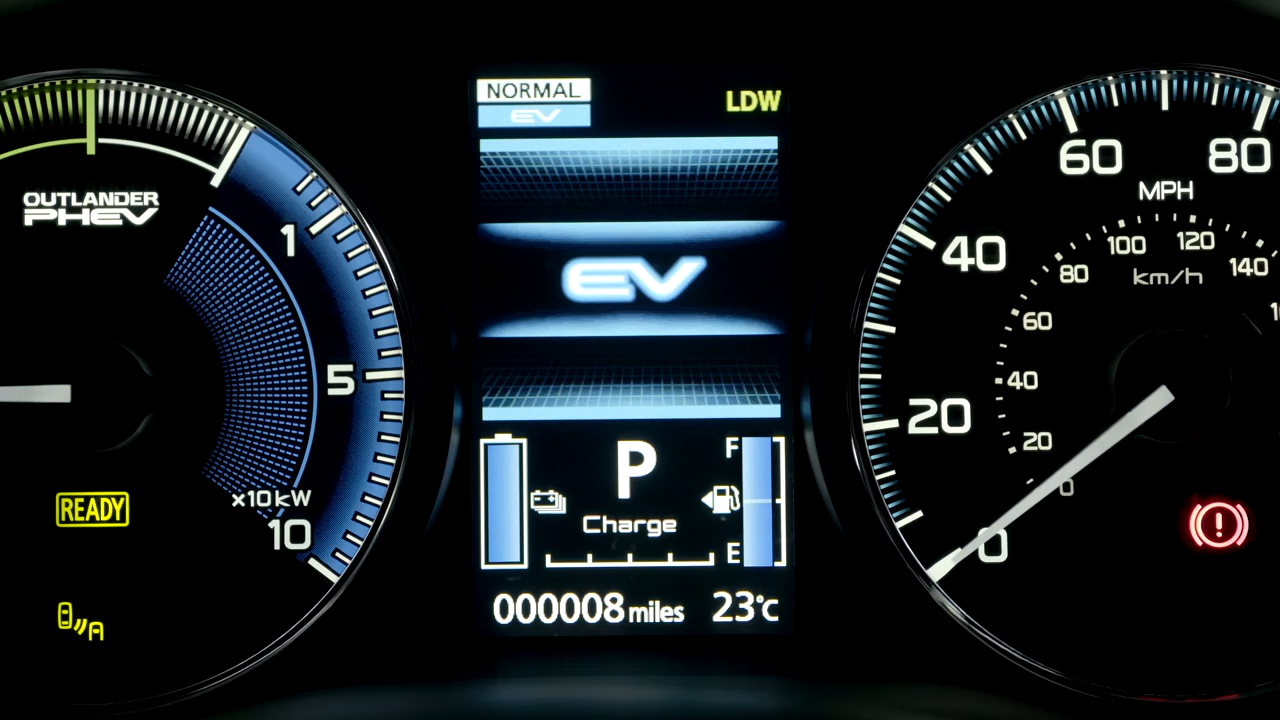 NORMAL
EV
LDW
OUTLANDER
PHEV
1
5
×10kW
10
READY
A
EV
P
F
E
Charge
000008 miles
23°C
80
60
MPH
40
20
0
100
120
140
80
km/h
60
40
20
0
!